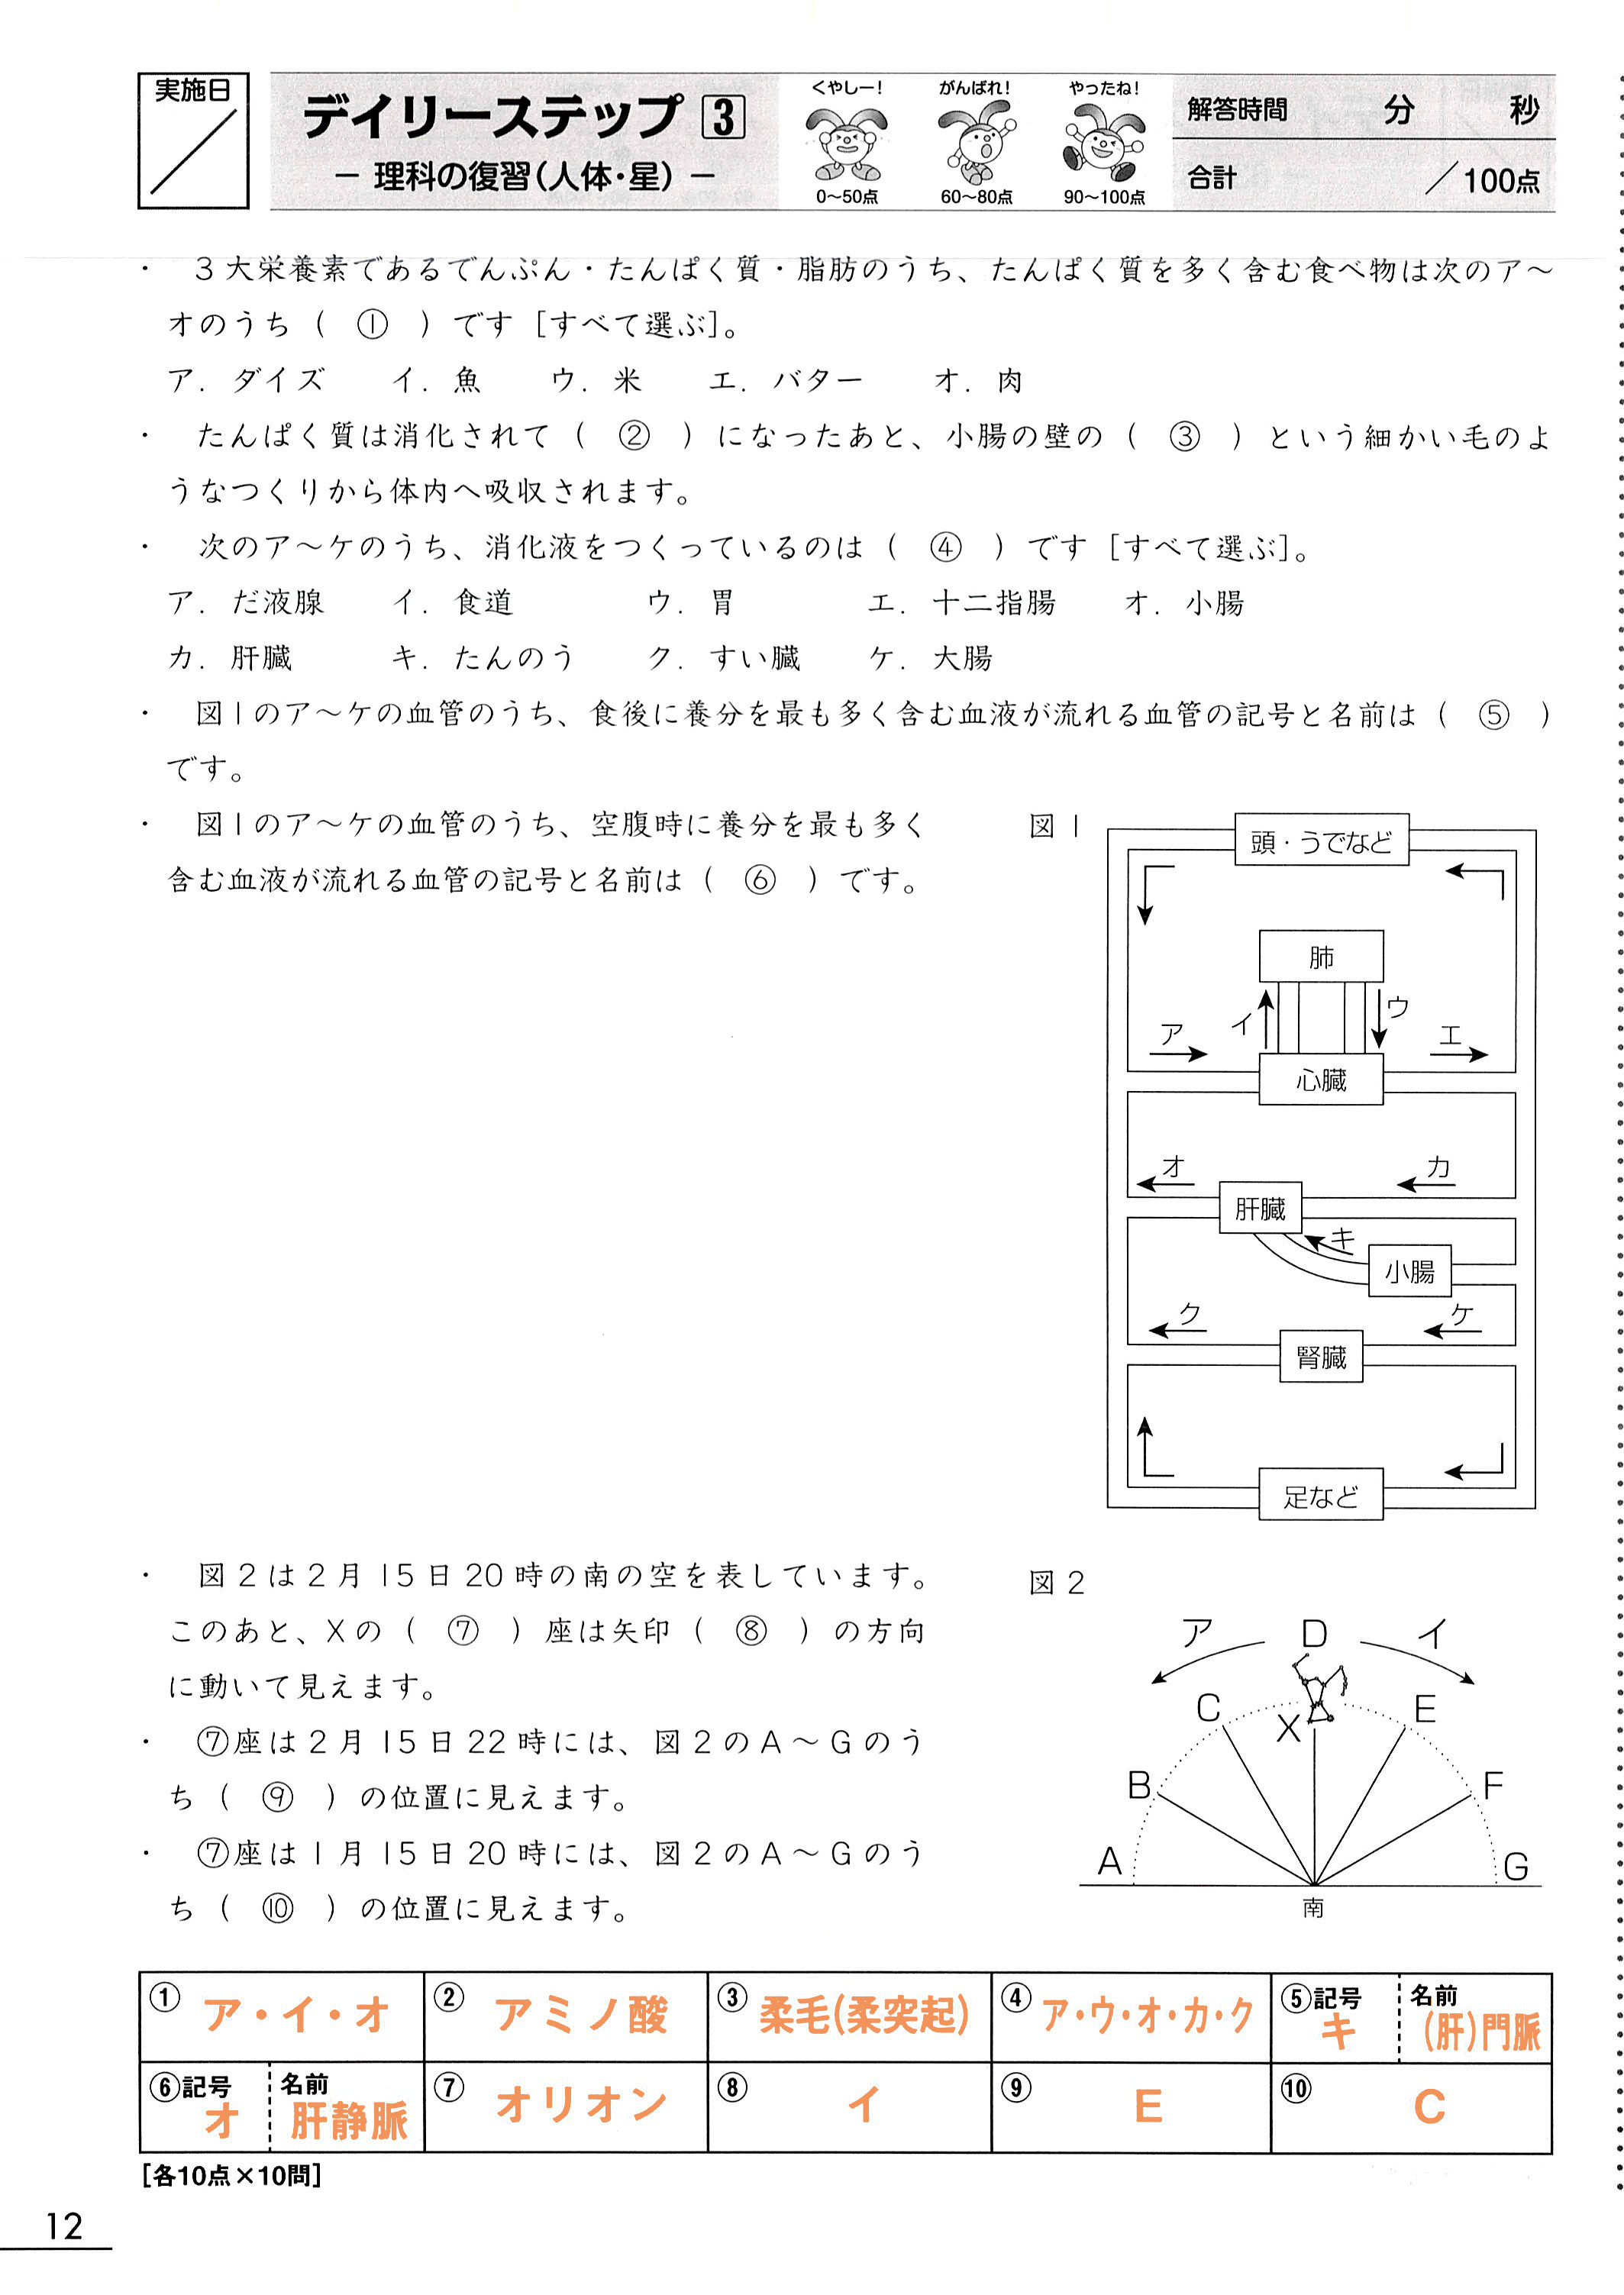 実施日
デイリーステップ 3
－ 理科の復習(人体・星) －
くやしー!
0～50点
がんばれ!
60～80点
やったね!
90～100点
解答時間　分　秒
合計　／100点
・　3大栄養素であるでんぷん・たんぱく質・脂肪のうち、たんぱく質を多く含む食べ物は次のア～
オのうち（　①　）です［すべて選ぶ］。
ア．ダイズ　イ．魚　ウ．米　エ．バター　オ．肉
・　たんぱく質は消化されて（　②　）になったあと、小腸の壁の（　③　）という細かい毛のよ
うなつくりから体内へ吸収されます。
・　次のア～ケのうち、消化液をつくっているのは（　④　）です［すべて選ぶ］。
ア．だ液腺　イ．食道　ウ．胃　エ．十二指腸　オ．小腸
カ．肝臓　キ．たんのう　ク．すい臓　ケ．大腸
・　図1のア～ケの血管のうち、食後に養分を最も多く含む血液が流れる血管の記号と名前は（　⑤　）
です。
・　図1のア～ケの血管のうち、空腹時に養分を最も多く
含む血液が流れる血管の記号と名前は（　⑥　）です。
図1
頭・うでなど
肺
ア
イ
ウ
エ
心臓
オ
カ
肝臓
キ
小腸
ク
ケ
腎臓
足など
・　図2は2月15日20時の南の空を表しています。
このあと、Xの（　⑦　）座は矢印（　⑧　）の方向
に動いて見えます。
・　⑦座は2月15日22時には、図2のA～Gのう
ち（　⑨　）の位置に見えます。
・　⑦座は1月15日20時には、図2のA～Gのう
ち（　⑩　）の位置に見えます。
図2
ア　D　イ
C　X　E
B　F
A　G
南
① ア・イ・オ
② アミノ酸
③ 柔毛(柔突起)
④ ア・ウ・オ・カ・ク
⑤記号 キ　名前 (肝)門脈
⑥記号 オ　名前 肝静脈
⑦ オリオン
⑧ イ
⑨ E
⑩ C
［各10点×10問］
12